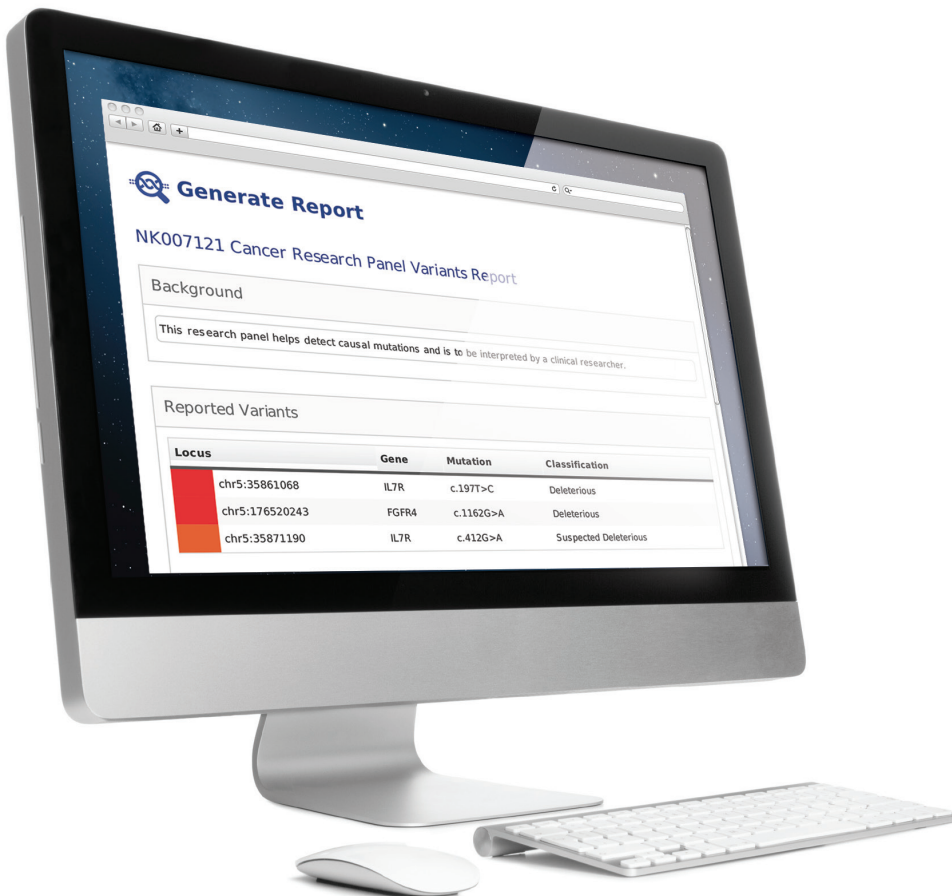 Generate Report
NK007121 Cancer Research Panel Variants Report
Background
This research panel helps detect causal mutations and is to be interpreted by a clinical researcher.
Reported Variants
Locus Gene Mutation Classification
chr5:35861068 IL7R c.197T>C Deleterious
chr5:176520243 FGFR4 c.1162G>A Deleterious
chr5:35871190 IL7R c.412G>A Suspected Deleterious